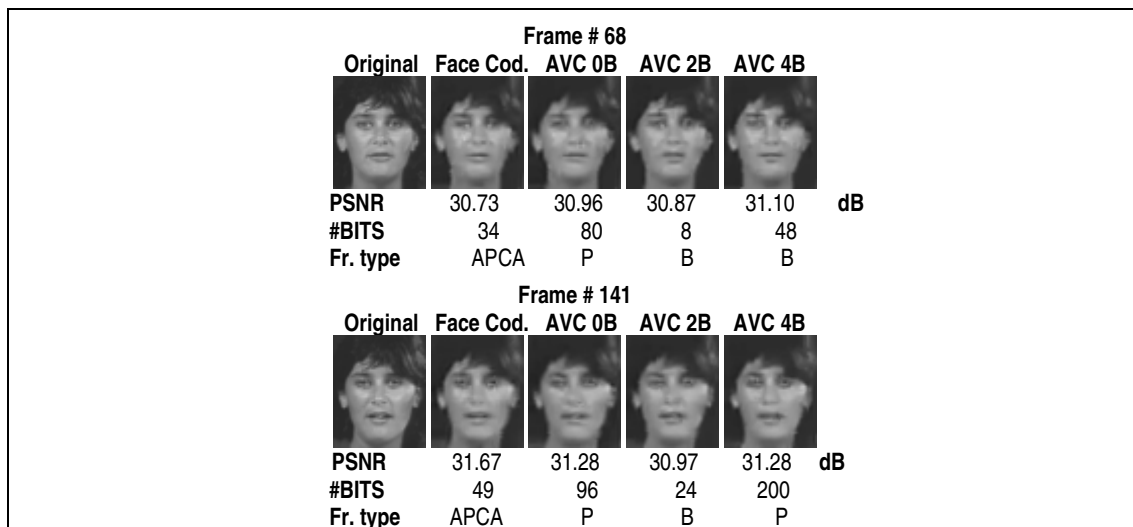 Frame # 68
Original Face Cod. AVC 0B AVC 2B AVC 4B
PSNR 30.73 30.96 30.87 31.10 dB
#BITS 34 80 8 48
Fr. type APCA P B B
Frame # 141
Original Face Cod. AVC 0B AVC 2B AVC 4B
PSNR 31.67 31.28 30.97 31.28 dB
#BITS 49 96 24 200
Fr. type APCA P B P